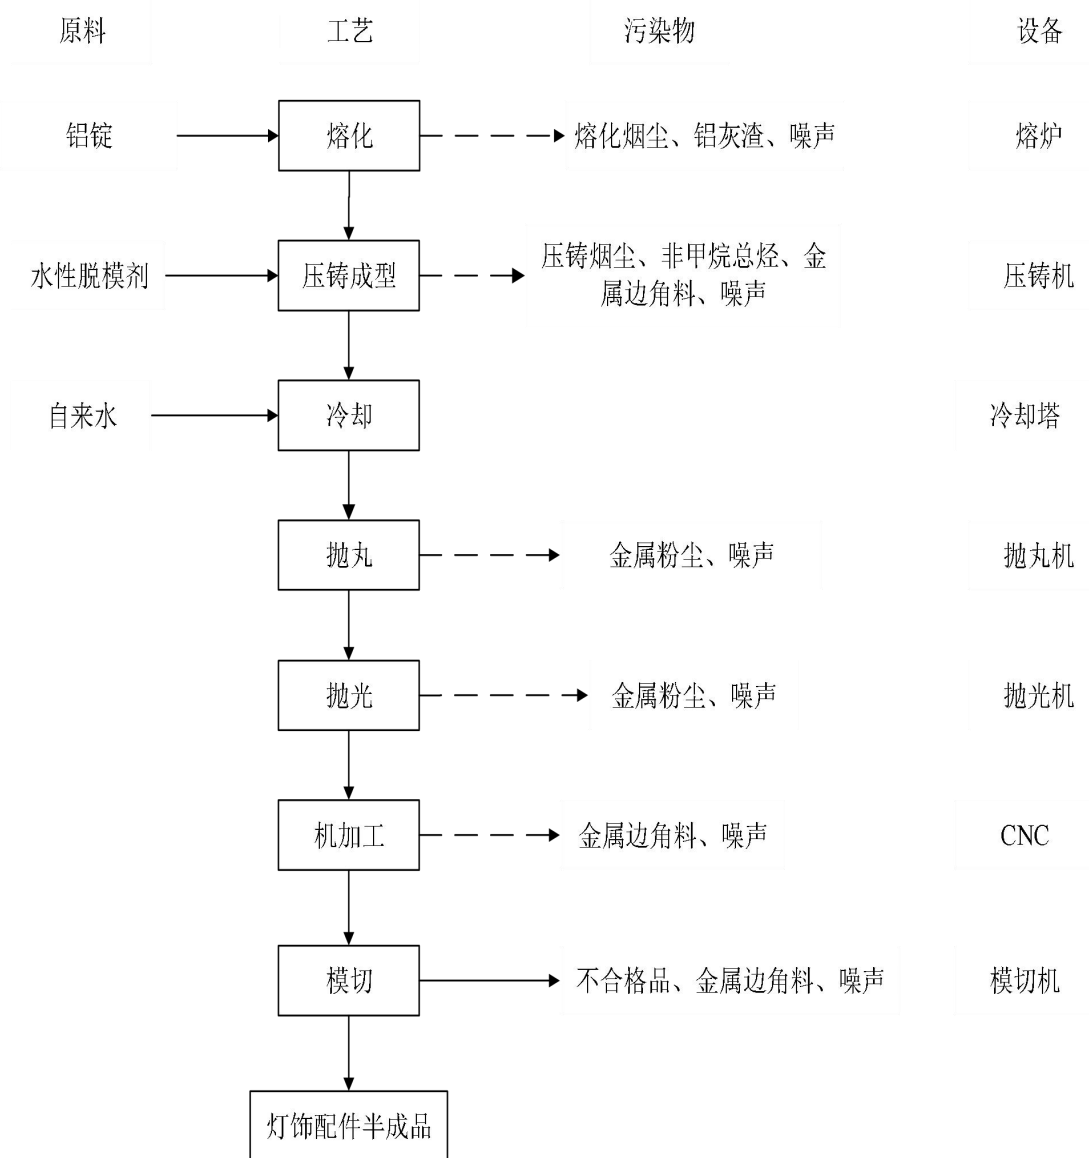 原料 工艺 污染物 设备
铝锭 熔化 熔化烟尘、铝灰渣、噪声 熔炉
水性脱模剂 压铸成型 压铸烟尘、非甲烷总烃、金
属边角料、噪声 压铸机
自来水 冷却 冷却塔
抛丸 金属粉尘、噪声 抛丸机
抛光 金属粉尘、噪声 抛光机
机加工 金属边角料、噪声 CNC
模切 不合格品、金属边角料、噪声 模切机
灯饰配件半成品